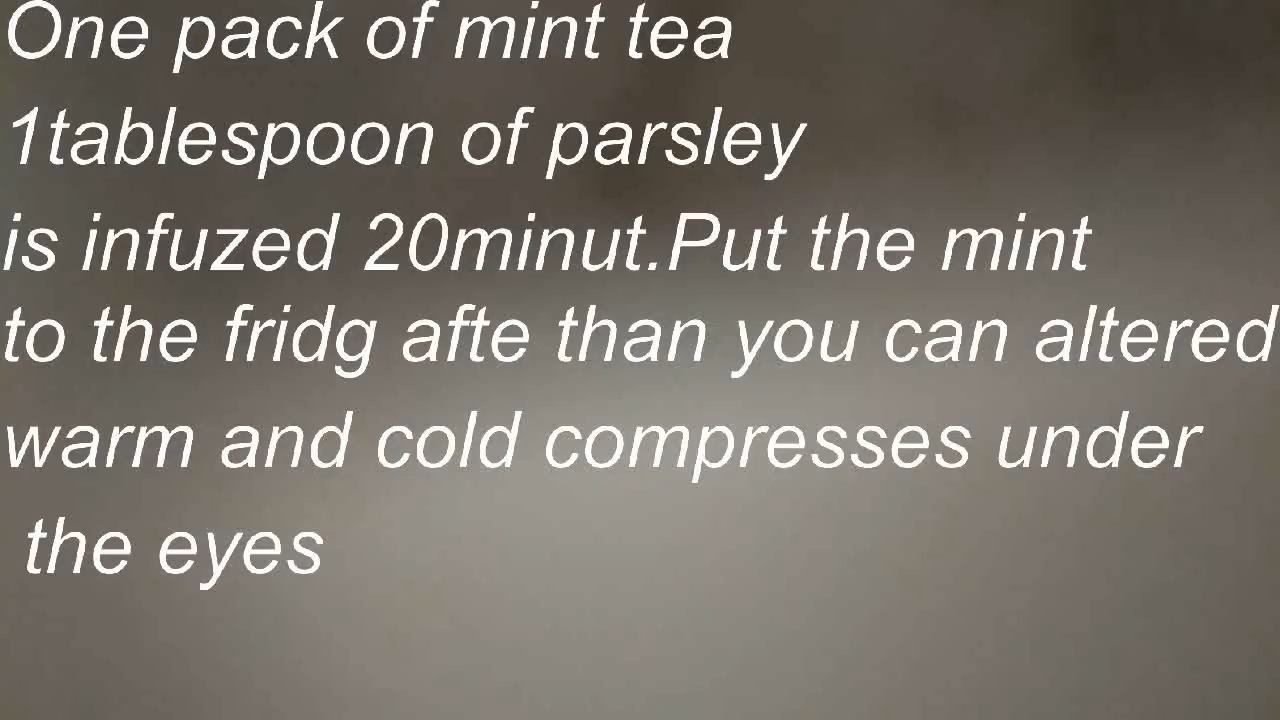 One pack of mint tea
1tablespoon of parsley
is infuzed 20minut.Put the mint
to the fridg afte than you can altered
warm and cold compresses under
the eyes